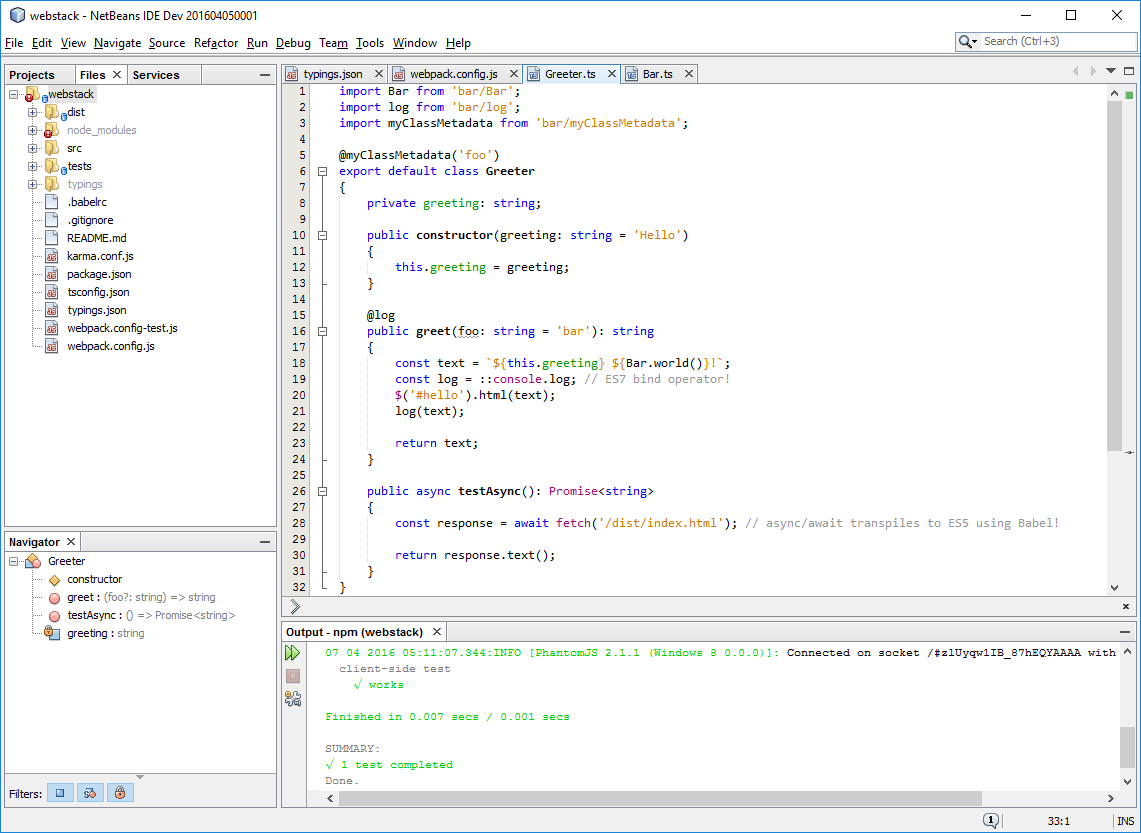 webstack - NetBeans IDE Dev 201604050001
File Edit View Navigate Source Refactor Run Debug Team Tools Window Help
Search (Ctrl+3)
Projects Files Services
webstack
dist
node_modules
src
tests
typings
.babelrc
.gitignore
README.md
karma.conf.js
package.json
tsconfig.json
typings.json
webpack.config-test.js
webpack.config.js
Navigator
Greeter
constructor
greet : (foo?: string) => string
testAsync : () => Promise<string>
greeting : string
Filters:
typings.json webpack.config.js Greeter.ts Bar.ts
1 import Bar from 'bar/Bar';
2 import log from 'bar/log';
3 import myClassMetadata from 'bar/myClassMetadata';
4
5 @myClassMetadata('foo')
6 export default class Greeter
7 {
8 private greeting: string;
9
10 public constructor(greeting: string = 'Hello')
11 {
12 this.greeting = greeting;
13 }
14
15 @log
16 public greet(foo: string = 'bar'): string
17 {
18 const text = `${this.greeting} ${Bar.world()}!`;
19 const log = ::console.log; // ES7 bind operator!
20 $('#hello').html(text);
21 log(text);
22
23 return text;
24 }
25
26 public async testAsync(): Promise<string>
27 {
28 const response = await fetch('/dist/index.html'); // async/await transpiles to ES5 using Babel!
29
30 return response.text();
31 }
32 }
Output - npm (webstack)
07 04 2016 05:11:07.344:INFO [PhantomJS 2.1.1 (Windows 8 0.0.0)]: Connected on socket /#zlUyqw1IB_87hEQYAAAA with
client-side test
√ works
Finished in 0.007 secs / 0.001 secs
SUMMARY:
√ 1 test completed
Done.
1
33:1
INS